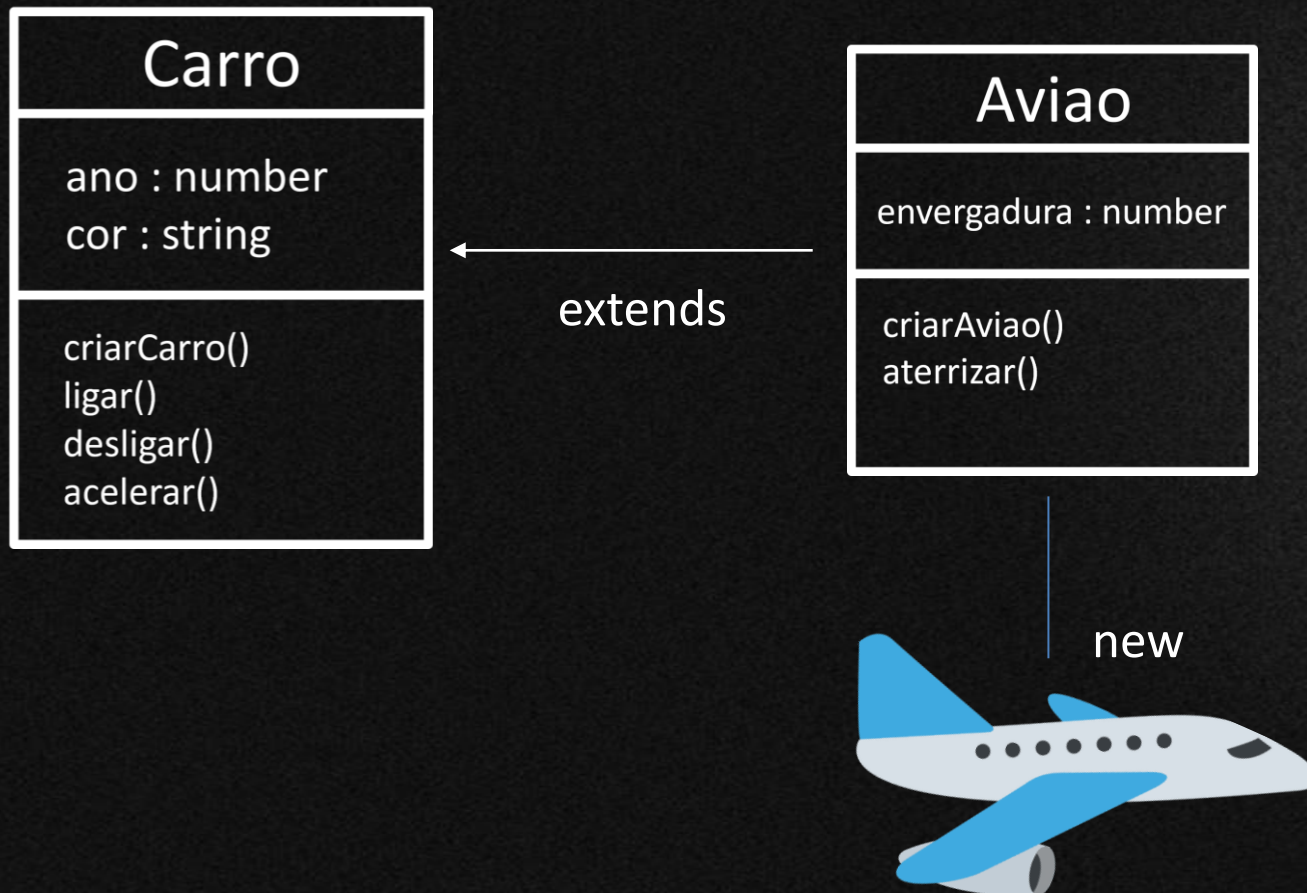 Carro
ano : number
cor : string
criarCarro()
ligar()
desligar()
acelerar()
extends
Aviao
envergadura : number
criarAviao()
aterrizar()
new